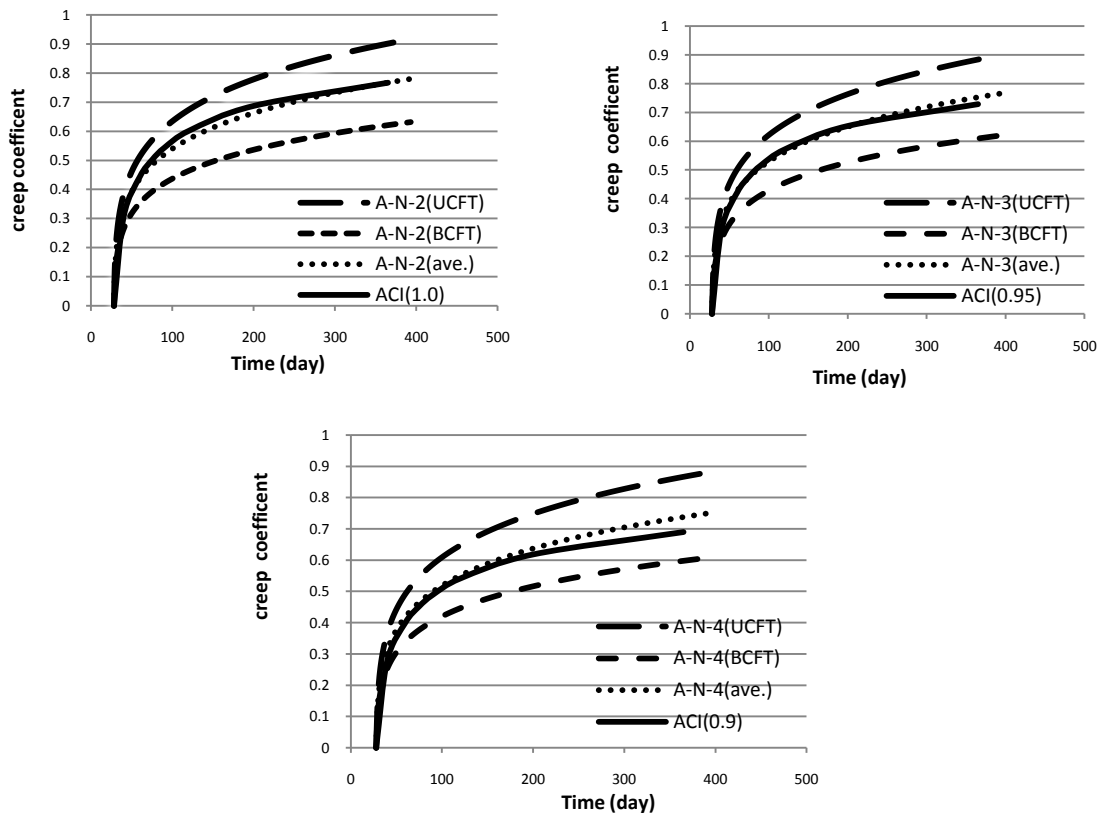 1
0.9
0.8
0.7
0.6
0.5
0.4
0.3
0.2
0.1
0
creep coefficent
A-N-2(UCFT)
A-N-2(BCFT)
A-N-2(ave.)
ACI(1.0)
0 100 200 300 400 500
Time (day)
1
0.9
0.8
0.7
0.6
0.5
0.4
0.3
0.2
0.1
0
creep coefficent
A-N-3(UCFT)
A-N-3(BCFT)
A-N-3(ave.)
ACI(0.95)
0 100 200 300 400 500
Time (day)
1
0.9
0.8
0.7
0.6
0.5
0.4
0.3
0.2
0.1
0
creep coefficent
A-N-4(UCFT)
A-N-4(BCFT)
A-N-4(ave.)
ACI(0.9)
0 100 200 300 400 500
Time (day)